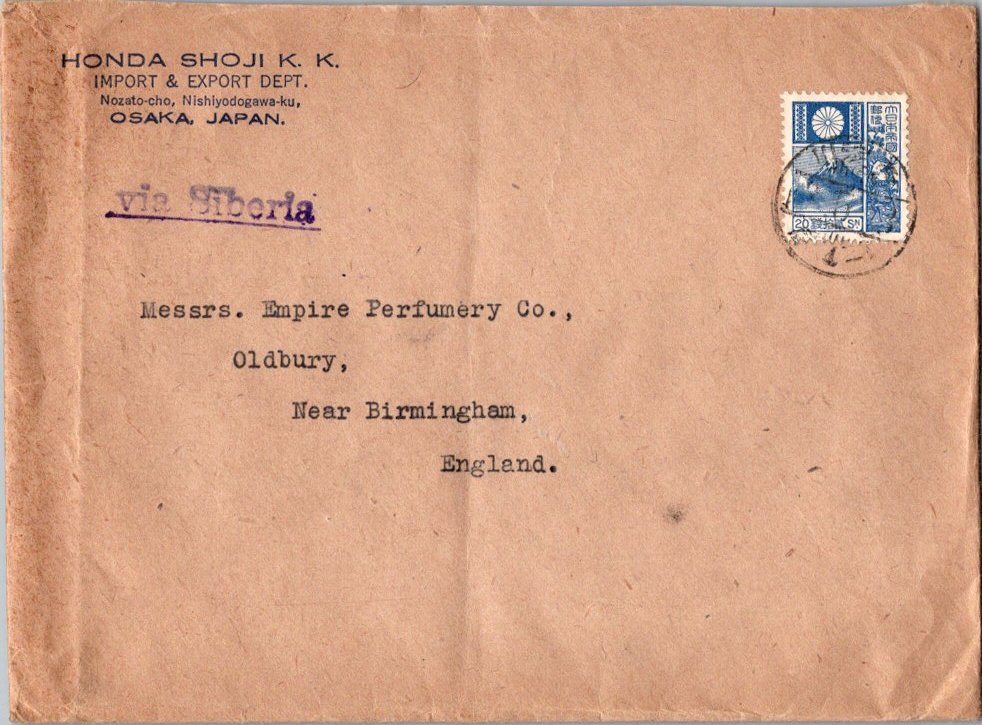 HONDA SHOJI K. K.
IMPORT & EXPORT DEPT.
Nozato-cho, Nishiyodogawa-ku,
OSAKA, JAPAN.
via Siberia
大日本帝國
郵便
20 SN
Messrs. Empire Perfumery Co.,
Oldbury,
Near Birmingham,
England.